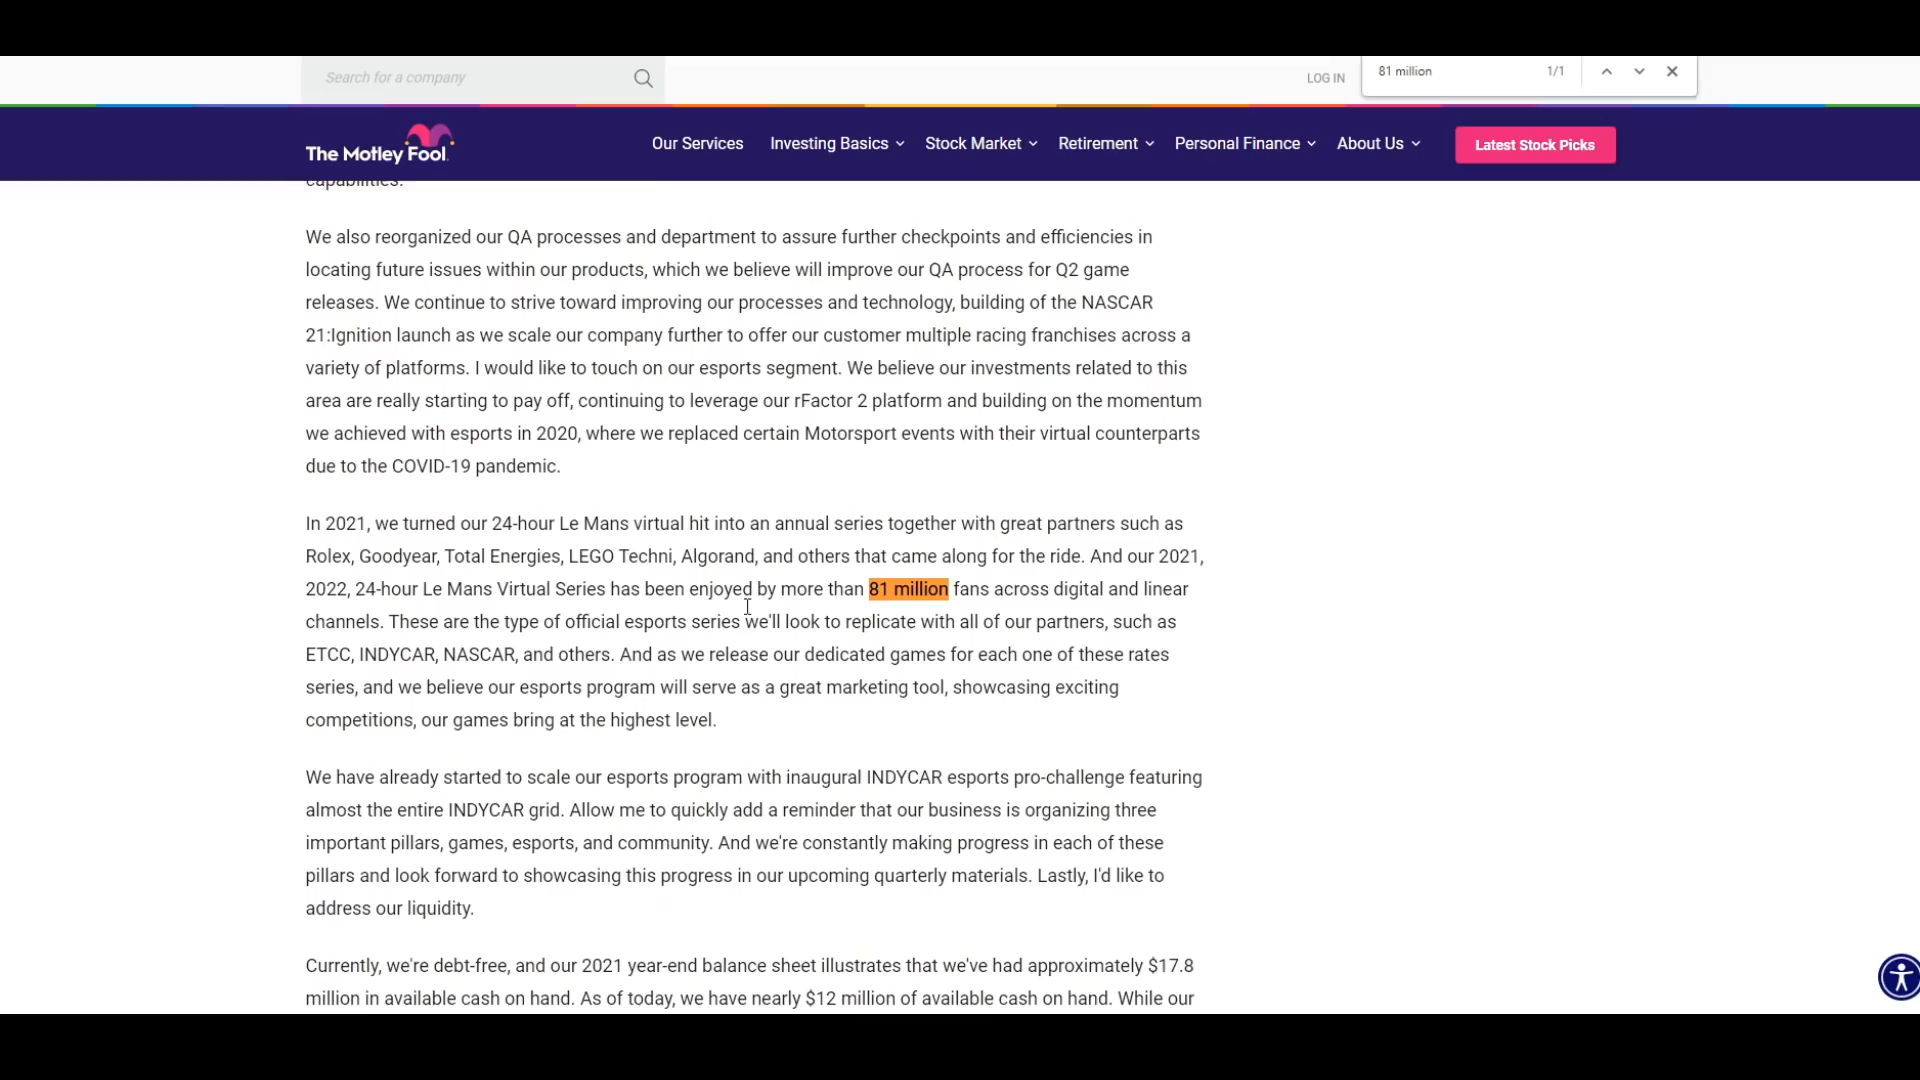 Search for a company
LOG IN
81 million 1/1
The Motley Fool.
Our Services Investing Basics Stock Market Retirement Personal Finance About Us Latest Stock Picks
capabilities.
We also reorganized our QA processes and department to assure further checkpoints and efficiencies in
locating future issues within our products, which we believe will improve our QA process for Q2 game
releases. We continue to strive toward improving our processes and technology, building of the NASCAR
21:Ignition launch as we scale our company further to offer our customer multiple racing franchises across a
variety of platforms. I would like to touch on our esports segment. We believe our investments related to this
area are really starting to pay off, continuing to leverage our rFactor 2 platform and building on the momentum
we achieved with esports in 2020, where we replaced certain Motorsport events with their virtual counterparts
due to the COVID-19 pandemic.
In 2021, we turned our 24-hour Le Mans virtual hit into an annual series together with great partners such as
Rolex, Goodyear, Total Energies, LEGO Techni, Algorand, and others that came along for the ride. And our 2021,
2022, 24-hour Le Mans Virtual Series has been enjoyed by more than 81 million fans across digital and linear
channels. These are the type of official esports series we'll look to replicate with all of our partners, such as
ETCC, INDYCAR, NASCAR, and others. And as we release our dedicated games for each one of these rates
series, and we believe our esports program will serve as a great marketing tool, showcasing exciting
competitions, our games bring at the highest level.
We have already started to scale our esports program with inaugural INDYCAR esports pro-challenge featuring
almost the entire INDYCAR grid. Allow me to quickly add a reminder that our business is organizing three
important pillars, games, esports, and community. And we're constantly making progress in each of these
pillars and look forward to showcasing this progress in our upcoming quarterly materials. Lastly, I'd like to
address our liquidity.
Currently, we're debt-free, and our 2021 year-end balance sheet illustrates that we've had approximately $17.8
million in available cash on hand. As of today, we have nearly $12 million of available cash on hand. While our